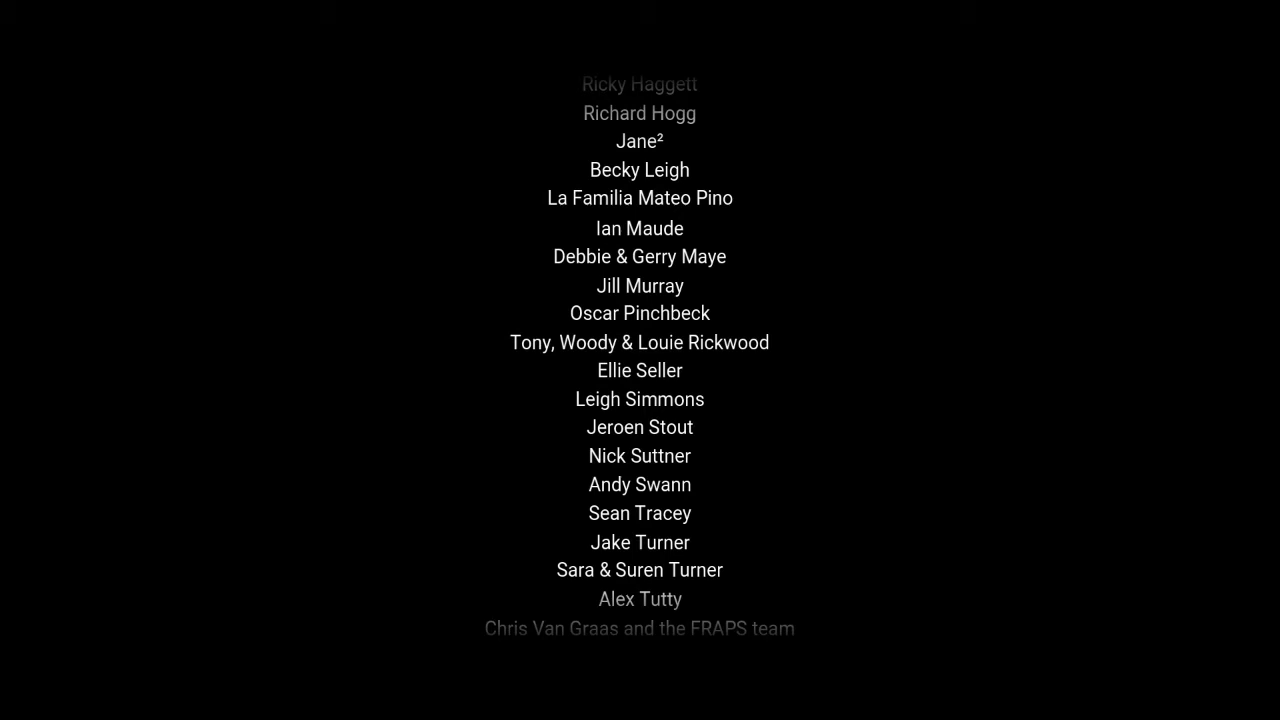 Ricky Haggett
Richard Hogg
Jane²
Becky Leigh
La Familia Mateo Pino
Ian Maude
Debbie & Gerry Maye
Jill Murray
Oscar Pinchbeck
Tony, Woody & Louie Rickwood
Ellie Seller
Leigh Simmons
Jeroen Stout
Nick Suttner
Andy Swann
Sean Tracey
Jake Turner
Sara & Suren Turner
Alex Tutty
Chris Van Graas and the FRAPS team